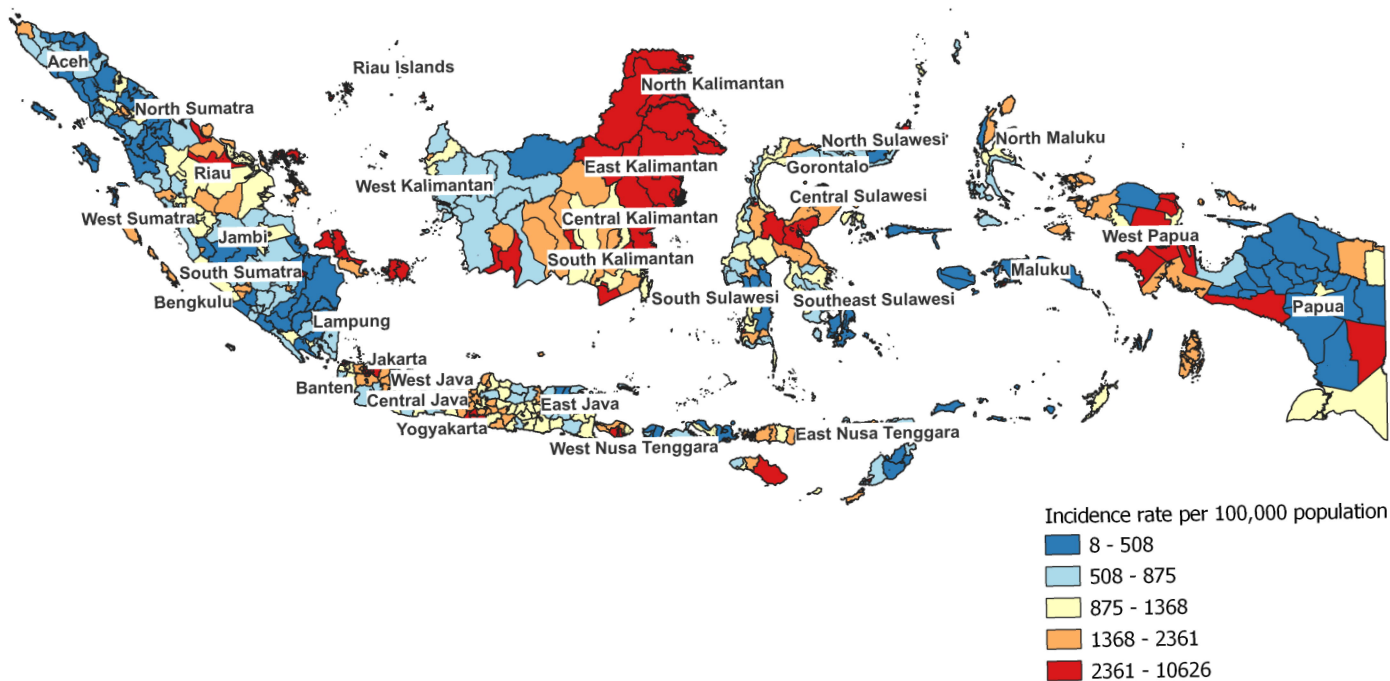 Aceh
Riau Islands
North Kalimantan
North Sumatra
North Sulawesi
North Maluku
East Kalimantan
Gorontalo
Riau
West Kalimantan
Central Sulawesi
West Sumatra
Central Kalimantan
Jambi
West Papua
South Kalimantan
South Sumatra
Maluku
Bengkulu
South Sulawesi
Southeast Sulawesi
Papua
Lampung
Jakarta
Banten
West Java
Central Java
East Java
Yogyakarta
East Nusa Tenggara
West Nusa Tenggara
Incidence rate per 100,000 population
8 - 508
508 - 875
875 - 1368
1368 - 2361
2361 - 10626